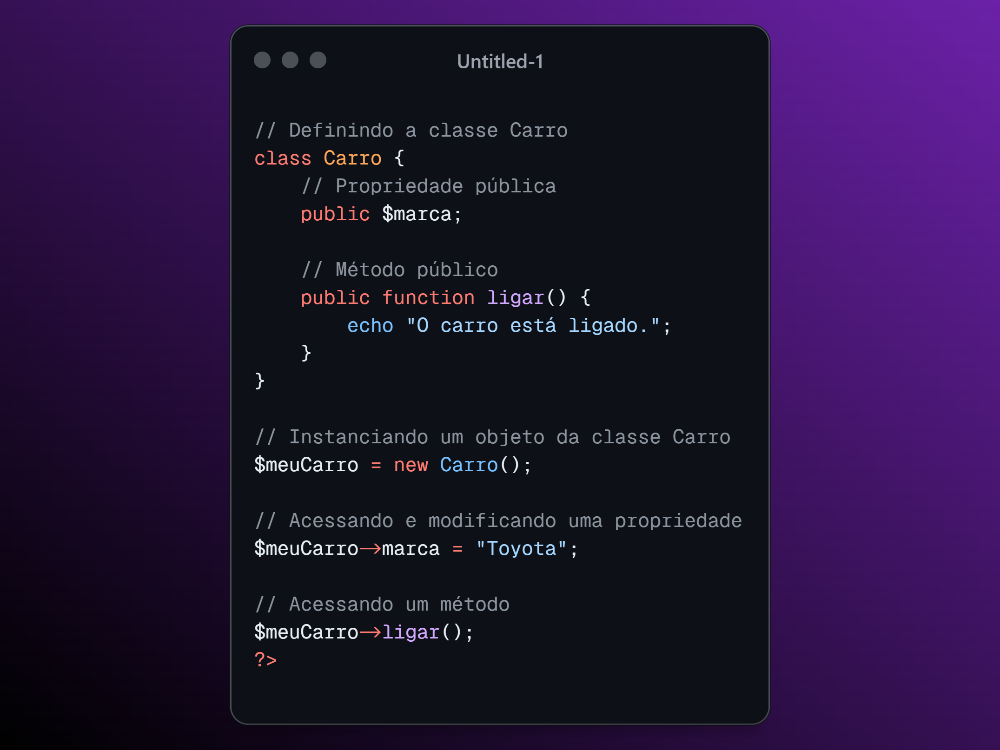 Untitled-1
// Definindo a classe Carro
class Carro {
    // Propriedade pública
    public $marca;
    // Método público
    public function ligar() {
        echo "O carro está ligado.";
    }
}
// Instanciando um objeto da classe Carro
$meuCarro = new Carro();
// Acessando e modificando uma propriedade
$meuCarro->marca = "Toyota";
// Acessando um método
$meuCarro->ligar();
?>